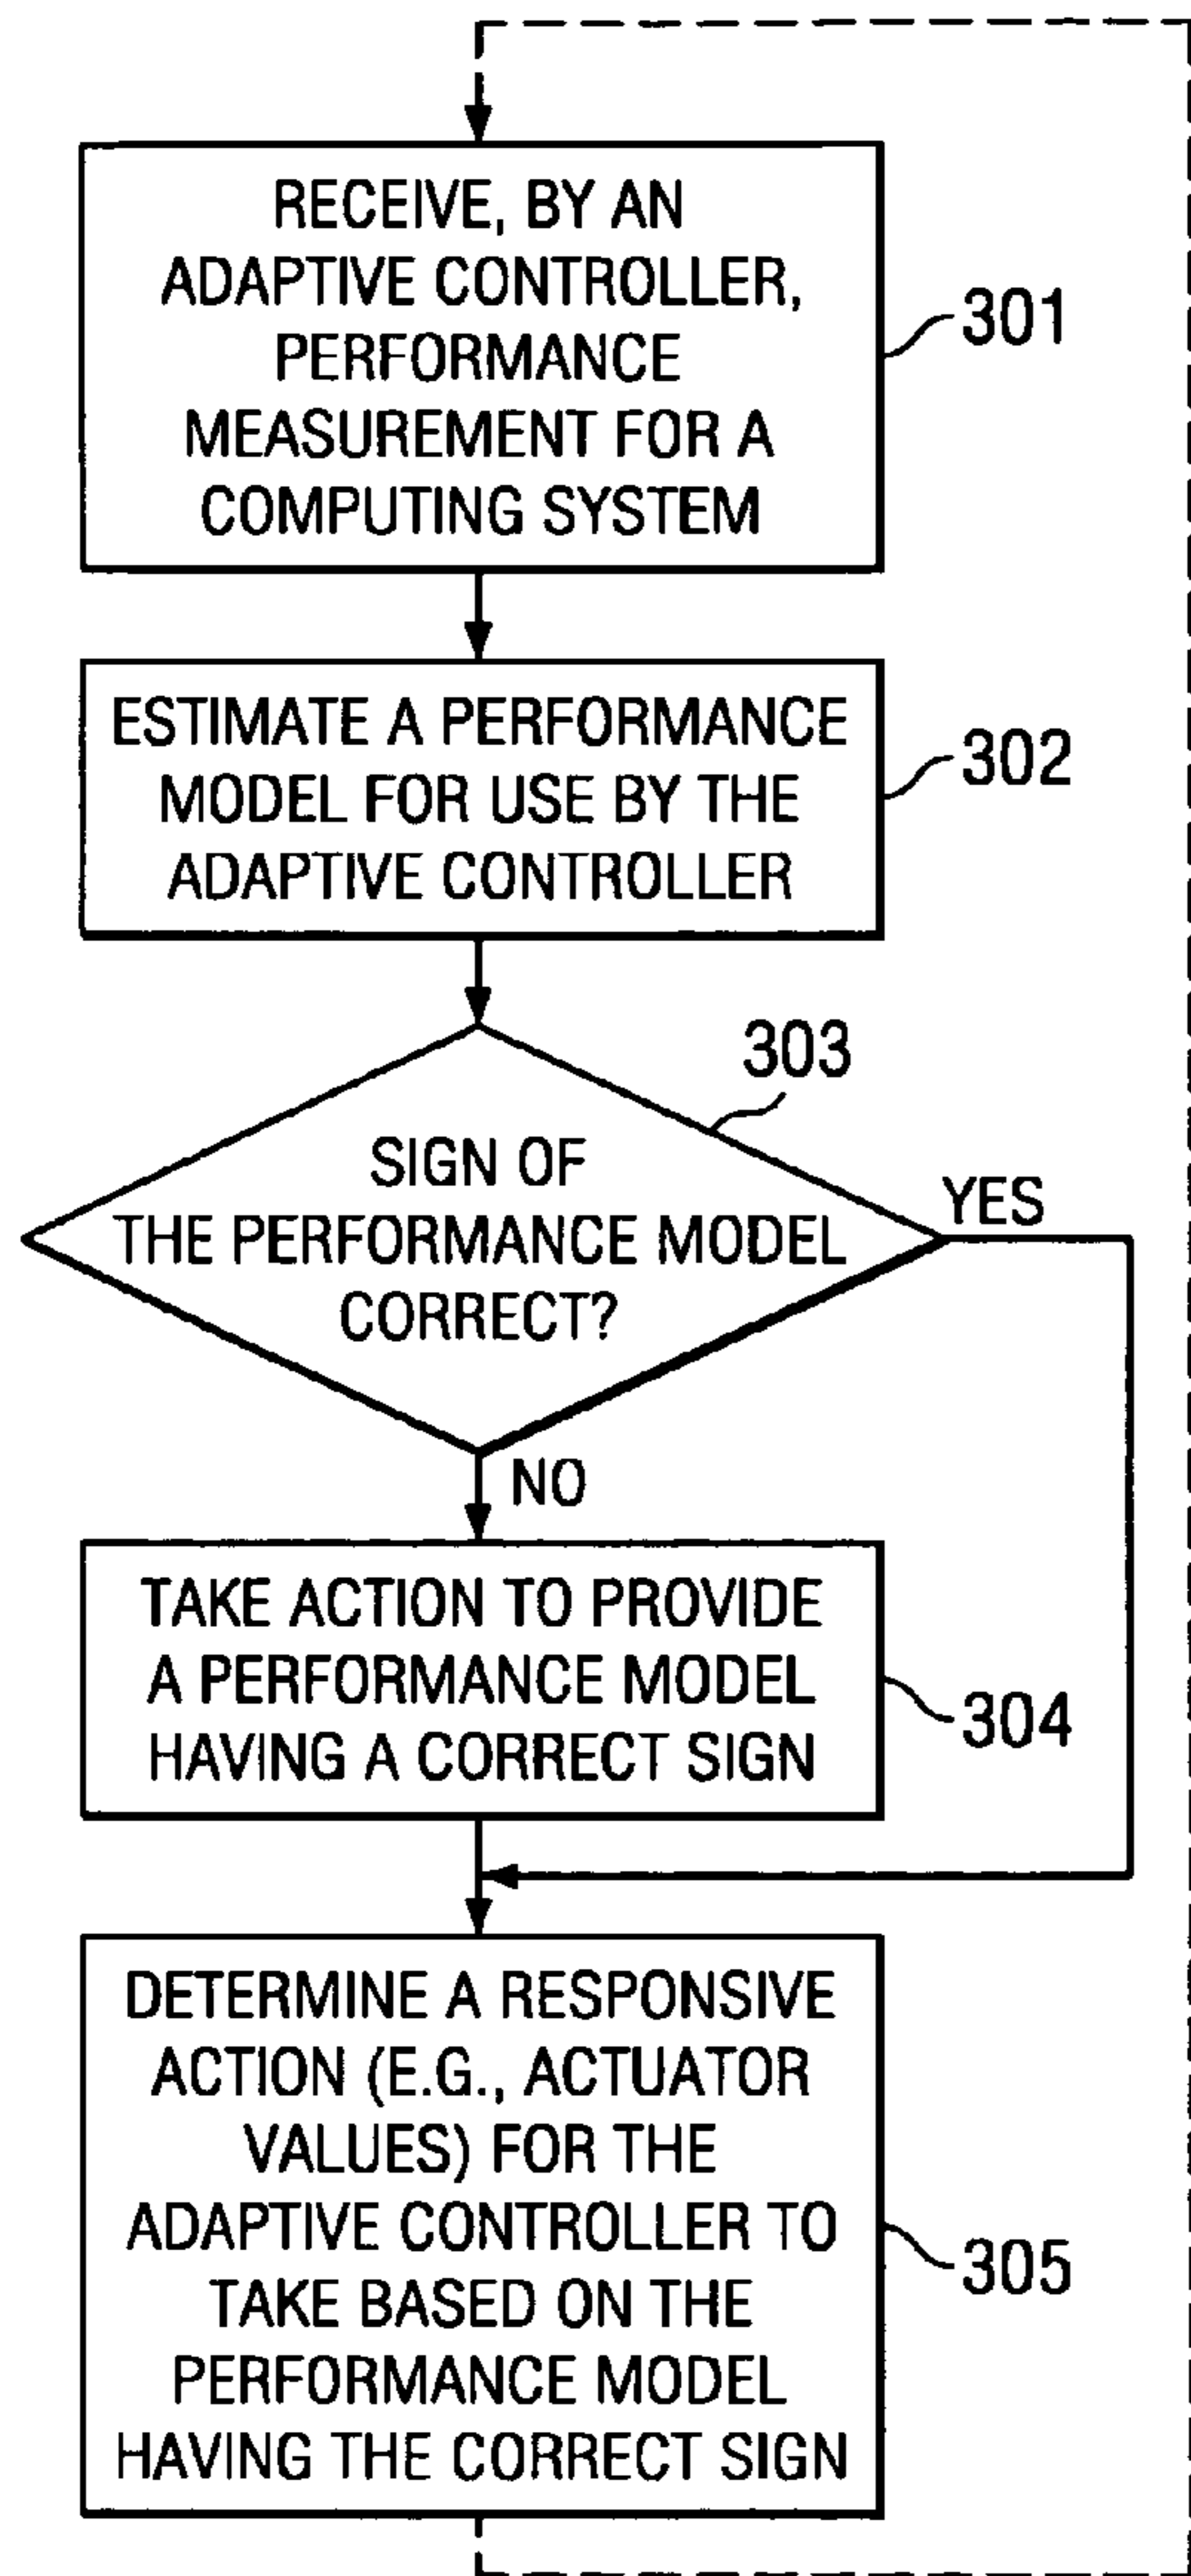 RECEIVE, BY AN
ADAPTIVE CONTROLLER,
PERFORMANCE
MEASUREMENT FOR A
COMPUTING SYSTEM
301
ESTIMATE A PERFORMANCE
MODEL FOR USE BY THE
ADAPTIVE CONTROLLER
302
303
SIGN OF
THE PERFORMANCE MODEL
CORRECT?
YES
NO
TAKE ACTION TO PROVIDE
A PERFORMANCE MODEL
HAVING A CORRECT SIGN
304
DETERMINE A RESPONSIVE
ACTION (E.G., ACTUATOR
VALUES) FOR THE
ADAPTIVE CONTROLLER TO
TAKE BASED ON THE
PERFORMANCE MODEL
HAVING THE CORRECT SIGN
305